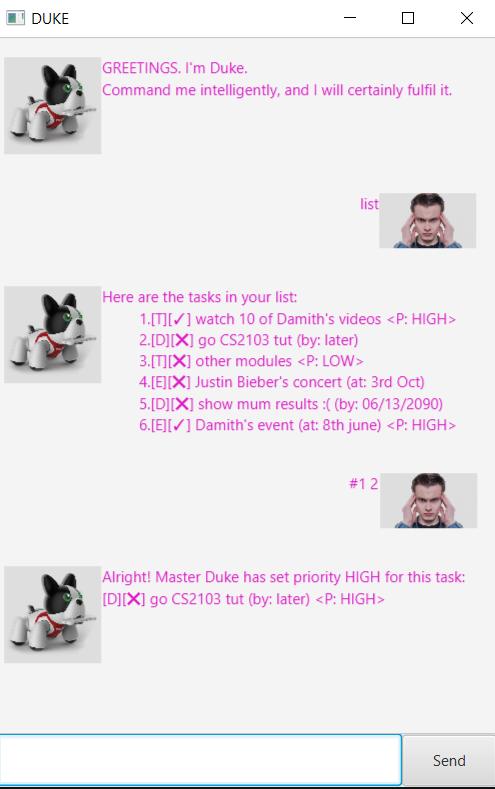 DUKE
GREETINGS. I'm Duke.
Command me intelligently, and I will certainly fulfil it.
list
Here are the tasks in your list:
1.[T][✓] watch 10 of Damith's videos <P: HIGH>
2.[D][✗] go CS2103 tut (by: later)
3.[T][✗] other modules <P: LOW>
4.[E][✗] Justin Bieber's concert (at: 3rd Oct)
5.[D][✗] show mum results :( (by: 06/13/2090)
6.[E][✓] Damith's event (at: 8th june) <P: HIGH>
#1 2
Alright! Master Duke has set priority HIGH for this task:
[D][✗] go CS2103 tut (by: later) <P: HIGH>
Send